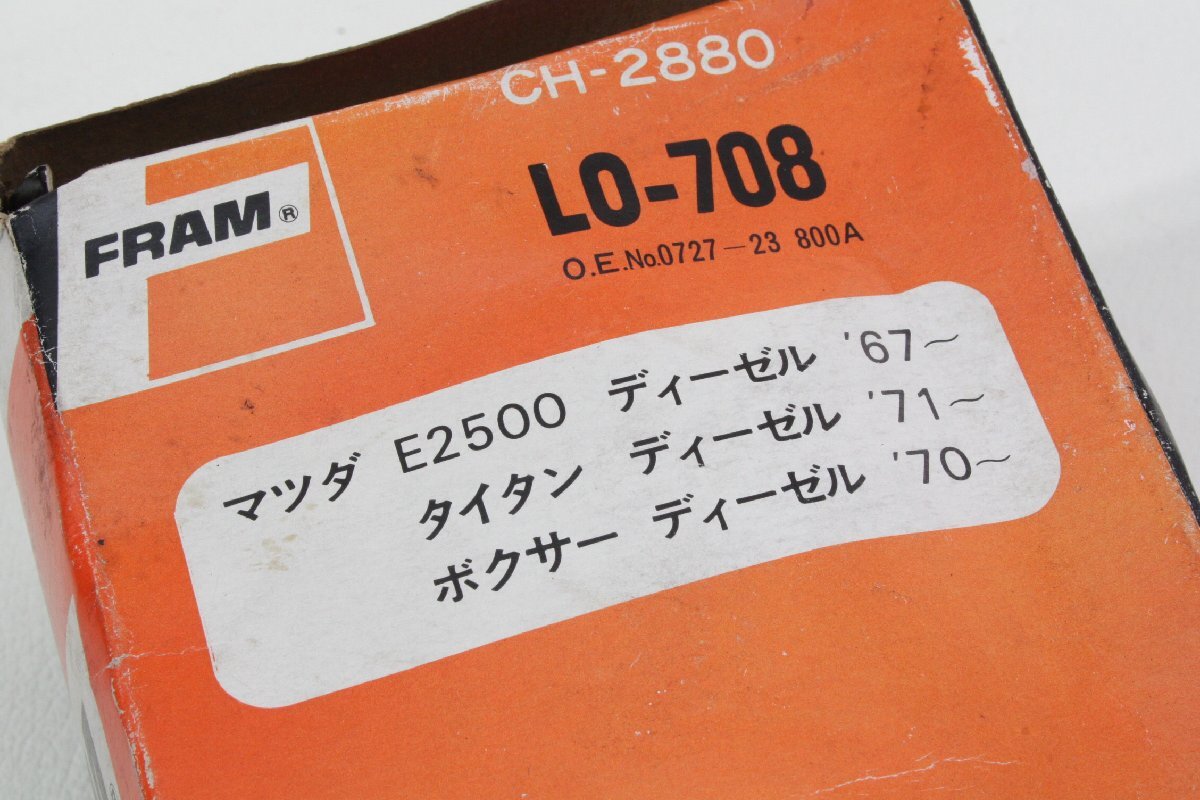 CH-2880
FRAM®
LO-708
O.E.No.0727-23 800A
マツダ E2500 ディーゼル '67~
タイタン ディーゼル '71~
ボクサー ディーゼル '70~